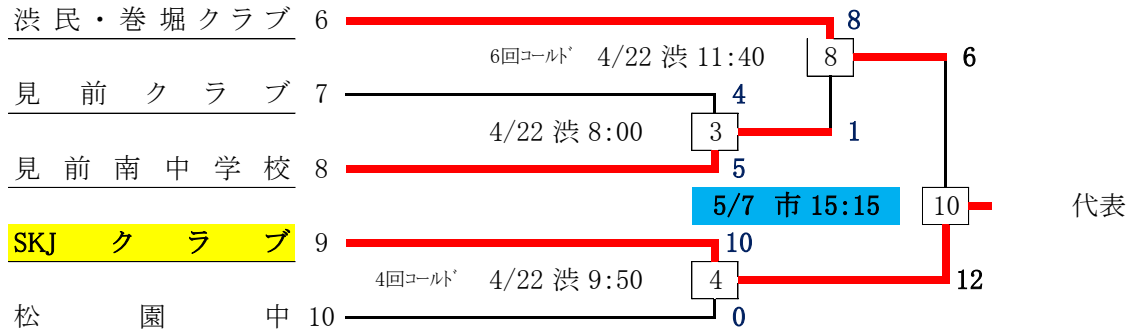 渋民・巻堀クラブ 6 8
6回コールド 4/22 渋 11:40 8 6
見前クラブ 7 4
4/22 渋 8:00 3 1
見前南中学校 8 5
5/7 市 15:15 10 代表
SKJクラブ 9 10
4回コールド 4/22 渋 9:50 4 12
松園中 10 0